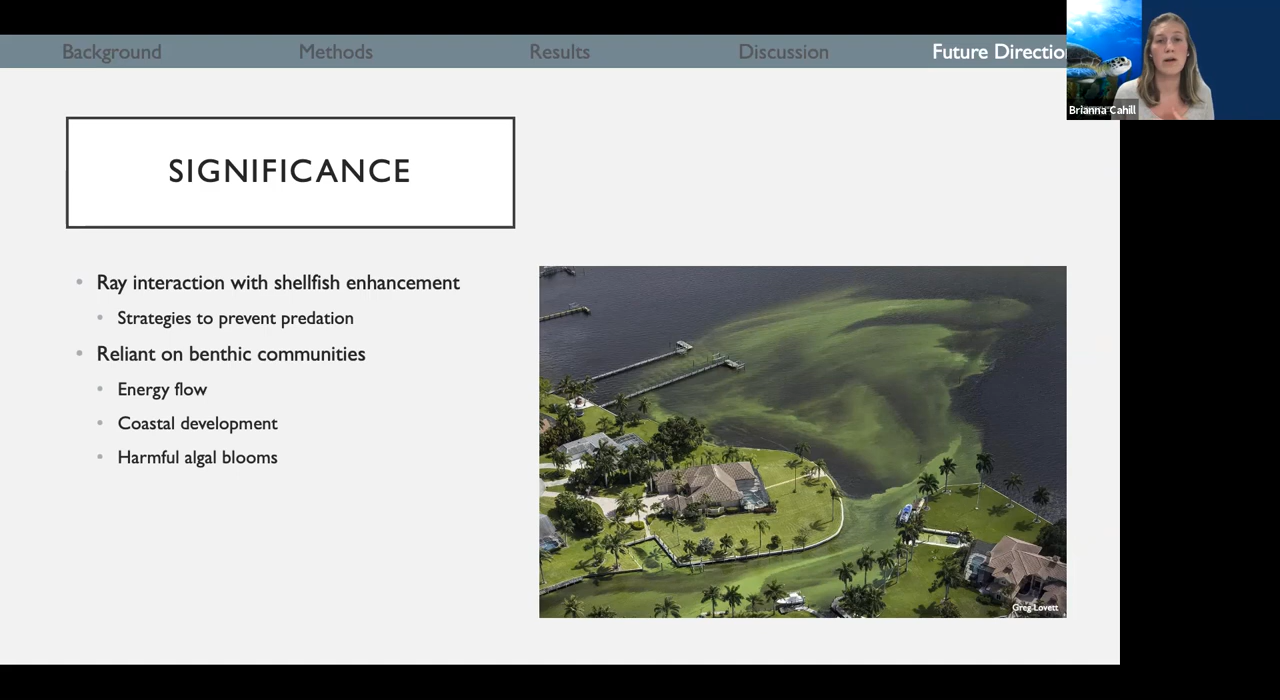 Background Methods Results Discussion Future Directio
Brianna Cahill
SIGNIFICANCE
Ray interaction with shellfish enhancement
Strategies to prevent predation
Reliant on benthic communities
Energy flow
Coastal development
Harmful algal blooms
Greg Lovett